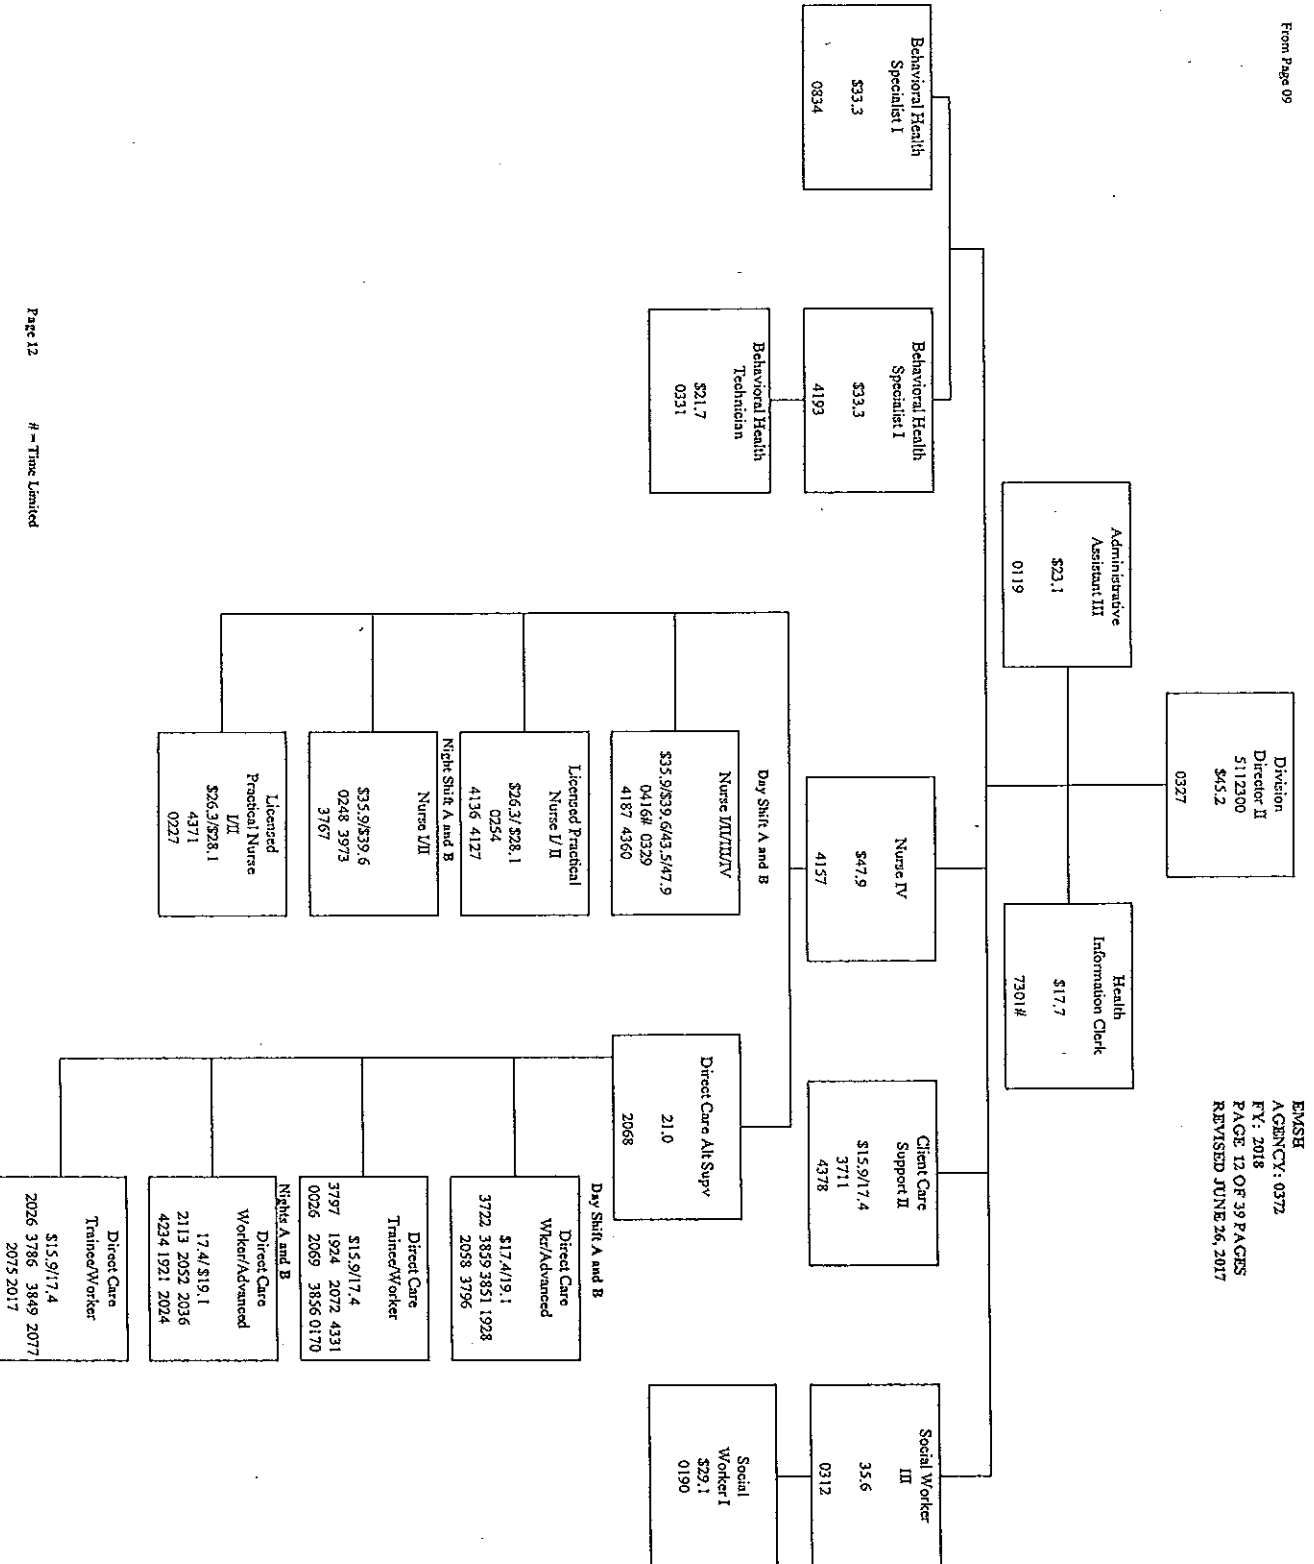 From Page 09
EMSH
AGENCY: 0372
FY: 2018
PAGE 12 OF 39 PAGES
REVISED JUNE 26, 2017
Division
Director II
5112300
$45.2
0327
Administrative
Assistant III
$23.1
0119
Health
Information Clerk
$17.7
7301#
Behavioral Health
Specialist I
$33.3
0834
Behavioral Health
Specialist I
$33.3
4193
Behavioral Health
Technician
$21.7
0331
Nurse IV
$47.9
4157
Client Care
Support II
$15.9/17.4
3711
4378
Social Worker
III
35.6
0312
Social
Worker I
$29.1
0190
Day Shift A and B
Nurse I/II/III/IV
$35.9/$39.6/43.5/47.9
0416# 0329
4187 4360
Licensed Practical
Nurse I/ II
$26.3/ $28.1
0254
4136 4127
Night Shift A and B
Nurse I/II
$35.9/$39.6
0248 3973
3767
Licensed
Practical Nurse
I/II
$26.3/$28.1
4371
0227
Direct Care Alt Supv
21.0
2068
Day Shift A and B
Direct Care
Wkr/Advanced
$17.4/19.1
3722 3859 3851 1928
2058 3796
Direct Care
Trainee/Worker
$15.9/17.4
3797 1924 2072 4331
0026 2069 3856 0170
Nights A and B
Direct Care
Worker/Advanced
17.4/ $19.1
2113 2052 2036
4234 1921 2024
Direct Care
Trainee/Worker
$15.9/17.4
2026 3786 3849 2077
2075 2017
Page 12 # = Time Limited